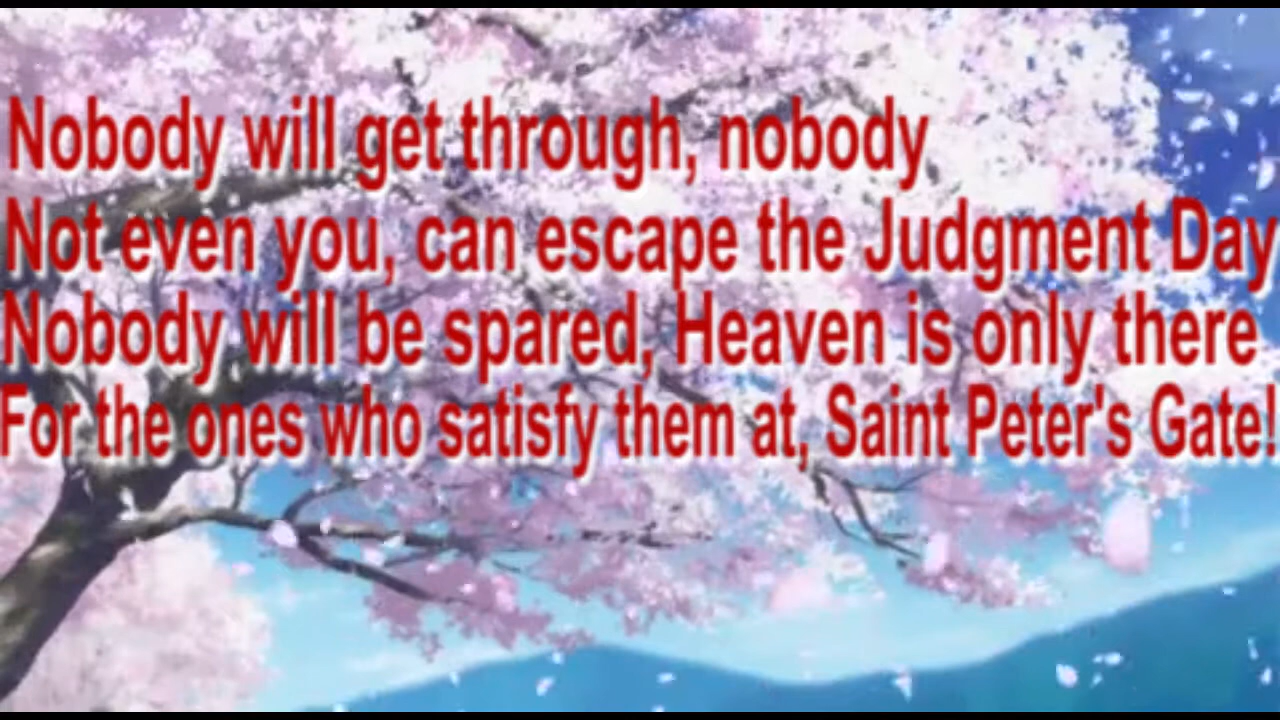 Nobody will get through, nobody
Not even you, can escape the Judgment Day
Nobody will be spared, Heaven is only there
For the ones who satisfy them at, Saint Peter's Gate!